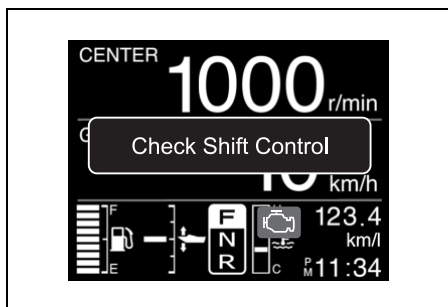 CENTER
1000 r/min
Check Shift Control
km/h
F
E
F
N
R
C
123.4
km/l
PM 11:34